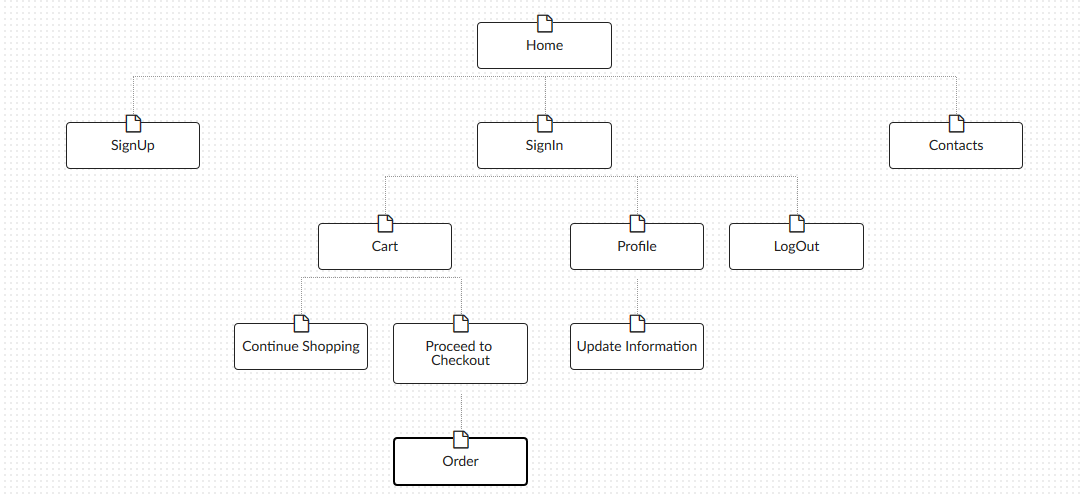 Home
SignUp
SignIn
Contacts
Cart
Profile
LogOut
Continue Shopping
Proceed to
Checkout
Update Information
Order